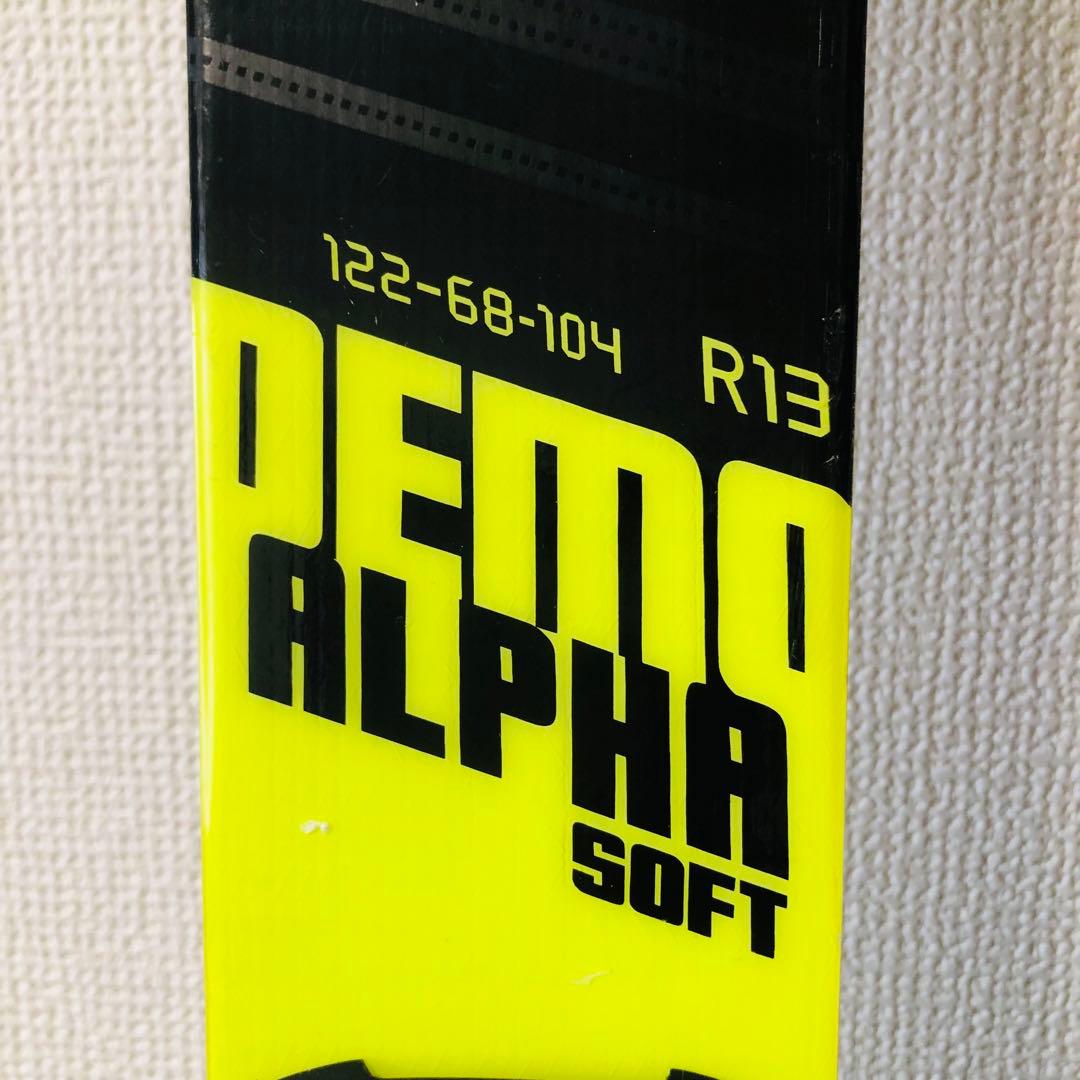 122-68-104 R13
DEMO
ALPHA
SOFT